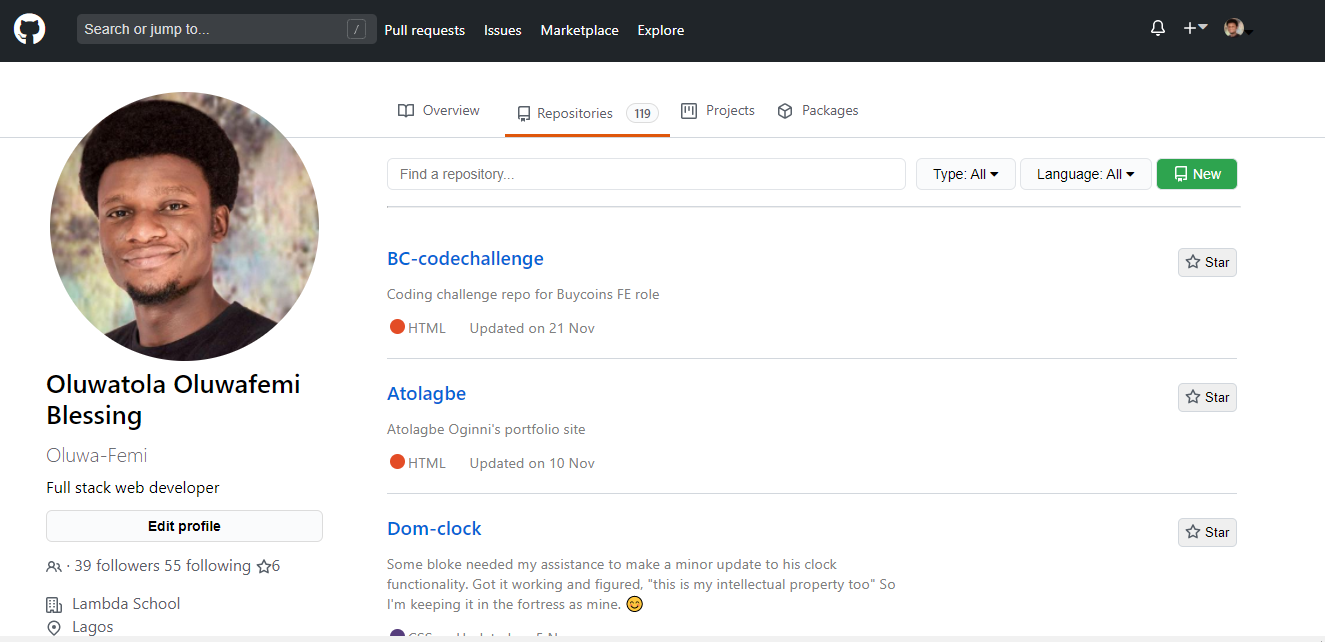 Search or jump to...
/
Pull requests
Issues
Marketplace
Explore
Overview
Repositories
119
Projects
Packages
Find a repository...
Type: All
Language: All
New
Oluwatola Oluwafemi
Blessing
Oluwa-Femi
Full stack web developer
Edit profile
· 39 followers 55 following 6
Lambda School
Lagos
BC-codechallenge
Star
Coding challenge repo for Buycoins FE role
HTML
Updated on 21 Nov
Atolagbe
Star
Atolagbe Oginni's portfolio site
HTML
Updated on 10 Nov
Dom-clock
Star
Some bloke needed my assistance to make a minor update to his clock
functionality. Got it working and figured, "this is my intellectual property too" So
I'm keeping it in the fortress as mine. 😊